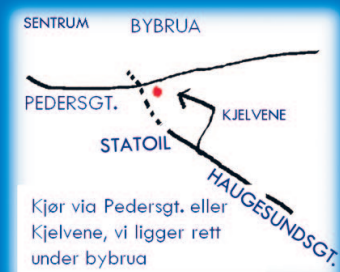 SENTRUM BYBRUA
PEDERSGT.
KJELVENE
STATOIL
HAUGESUNDSGT.
Kjør via Pedersgt. eller
Kjelvene, vi ligger rett
under bybrua